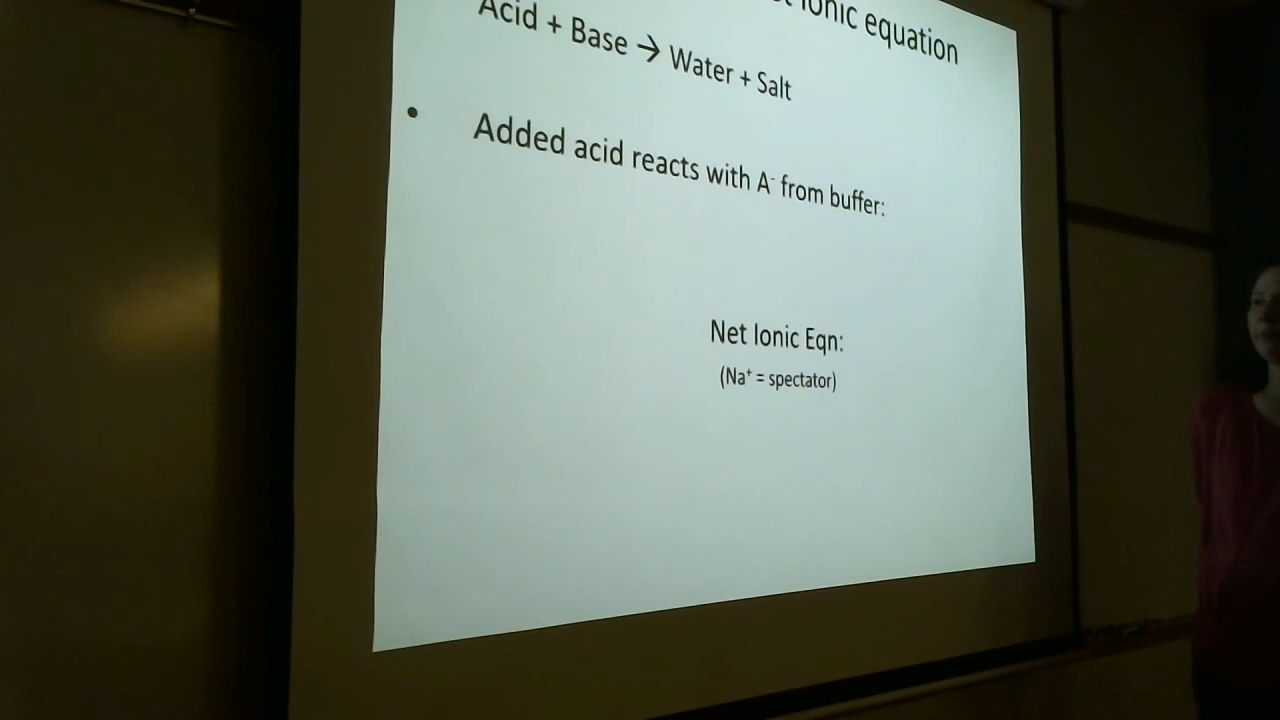 ionic equation
Acid + Base → Water + Salt
• Added acid reacts with A⁻ from buffer:
Net Ionic Eqn:
(Na⁺ = spectator)